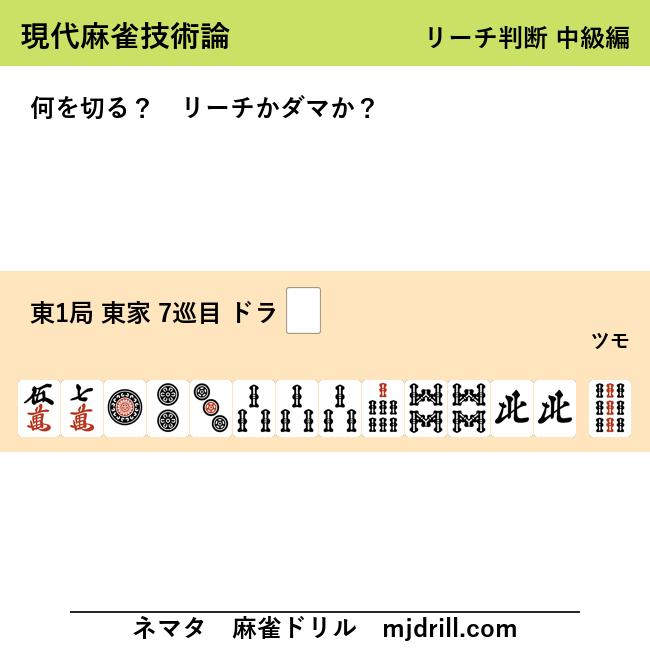 現代麻雀技術論 リーチ判断 中級編
何を切る？ リーチかダマか？
東1局 東家 7巡目 ドラ
ツモ
五萬 七萬 北 北
ネマタ 麻雀ドリル mjdrill.com